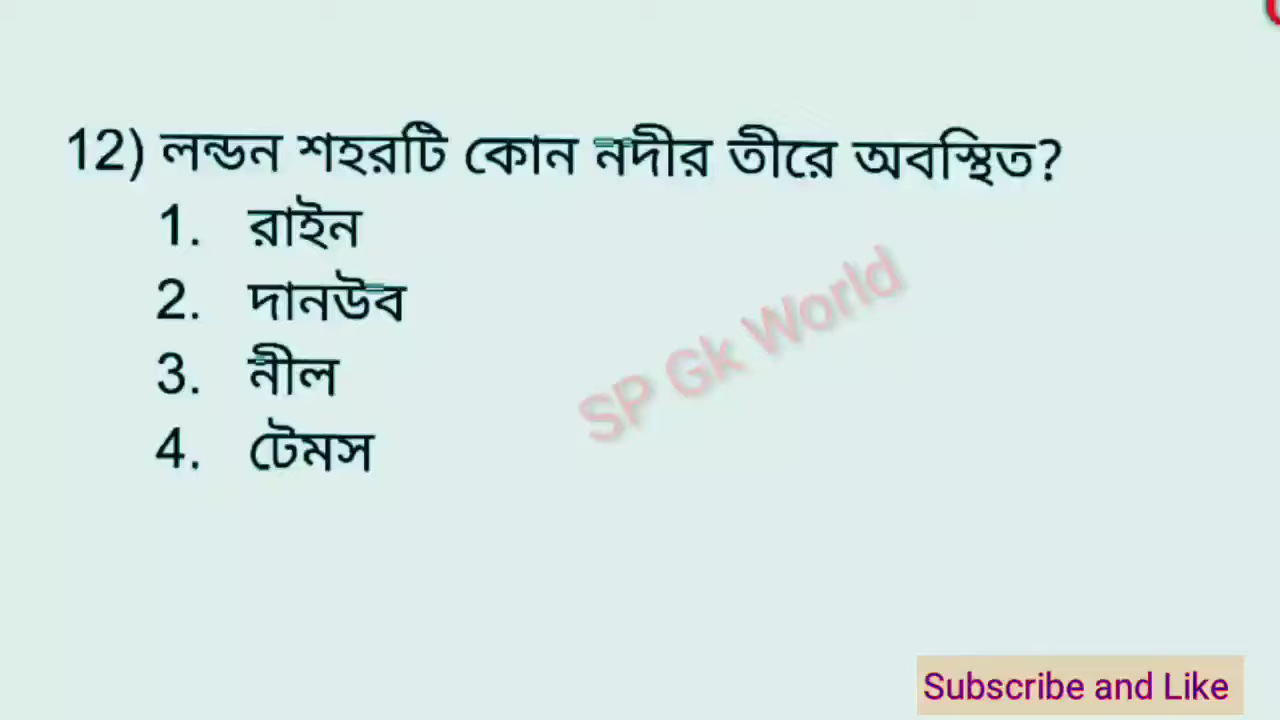 12) লন্ডন শহরটি কোন নদীর তীরে অবস্থিত?
1. রাইন
2. দানউব
3. নীল
4. টেমস
SP Gk World
Subscribe and Like